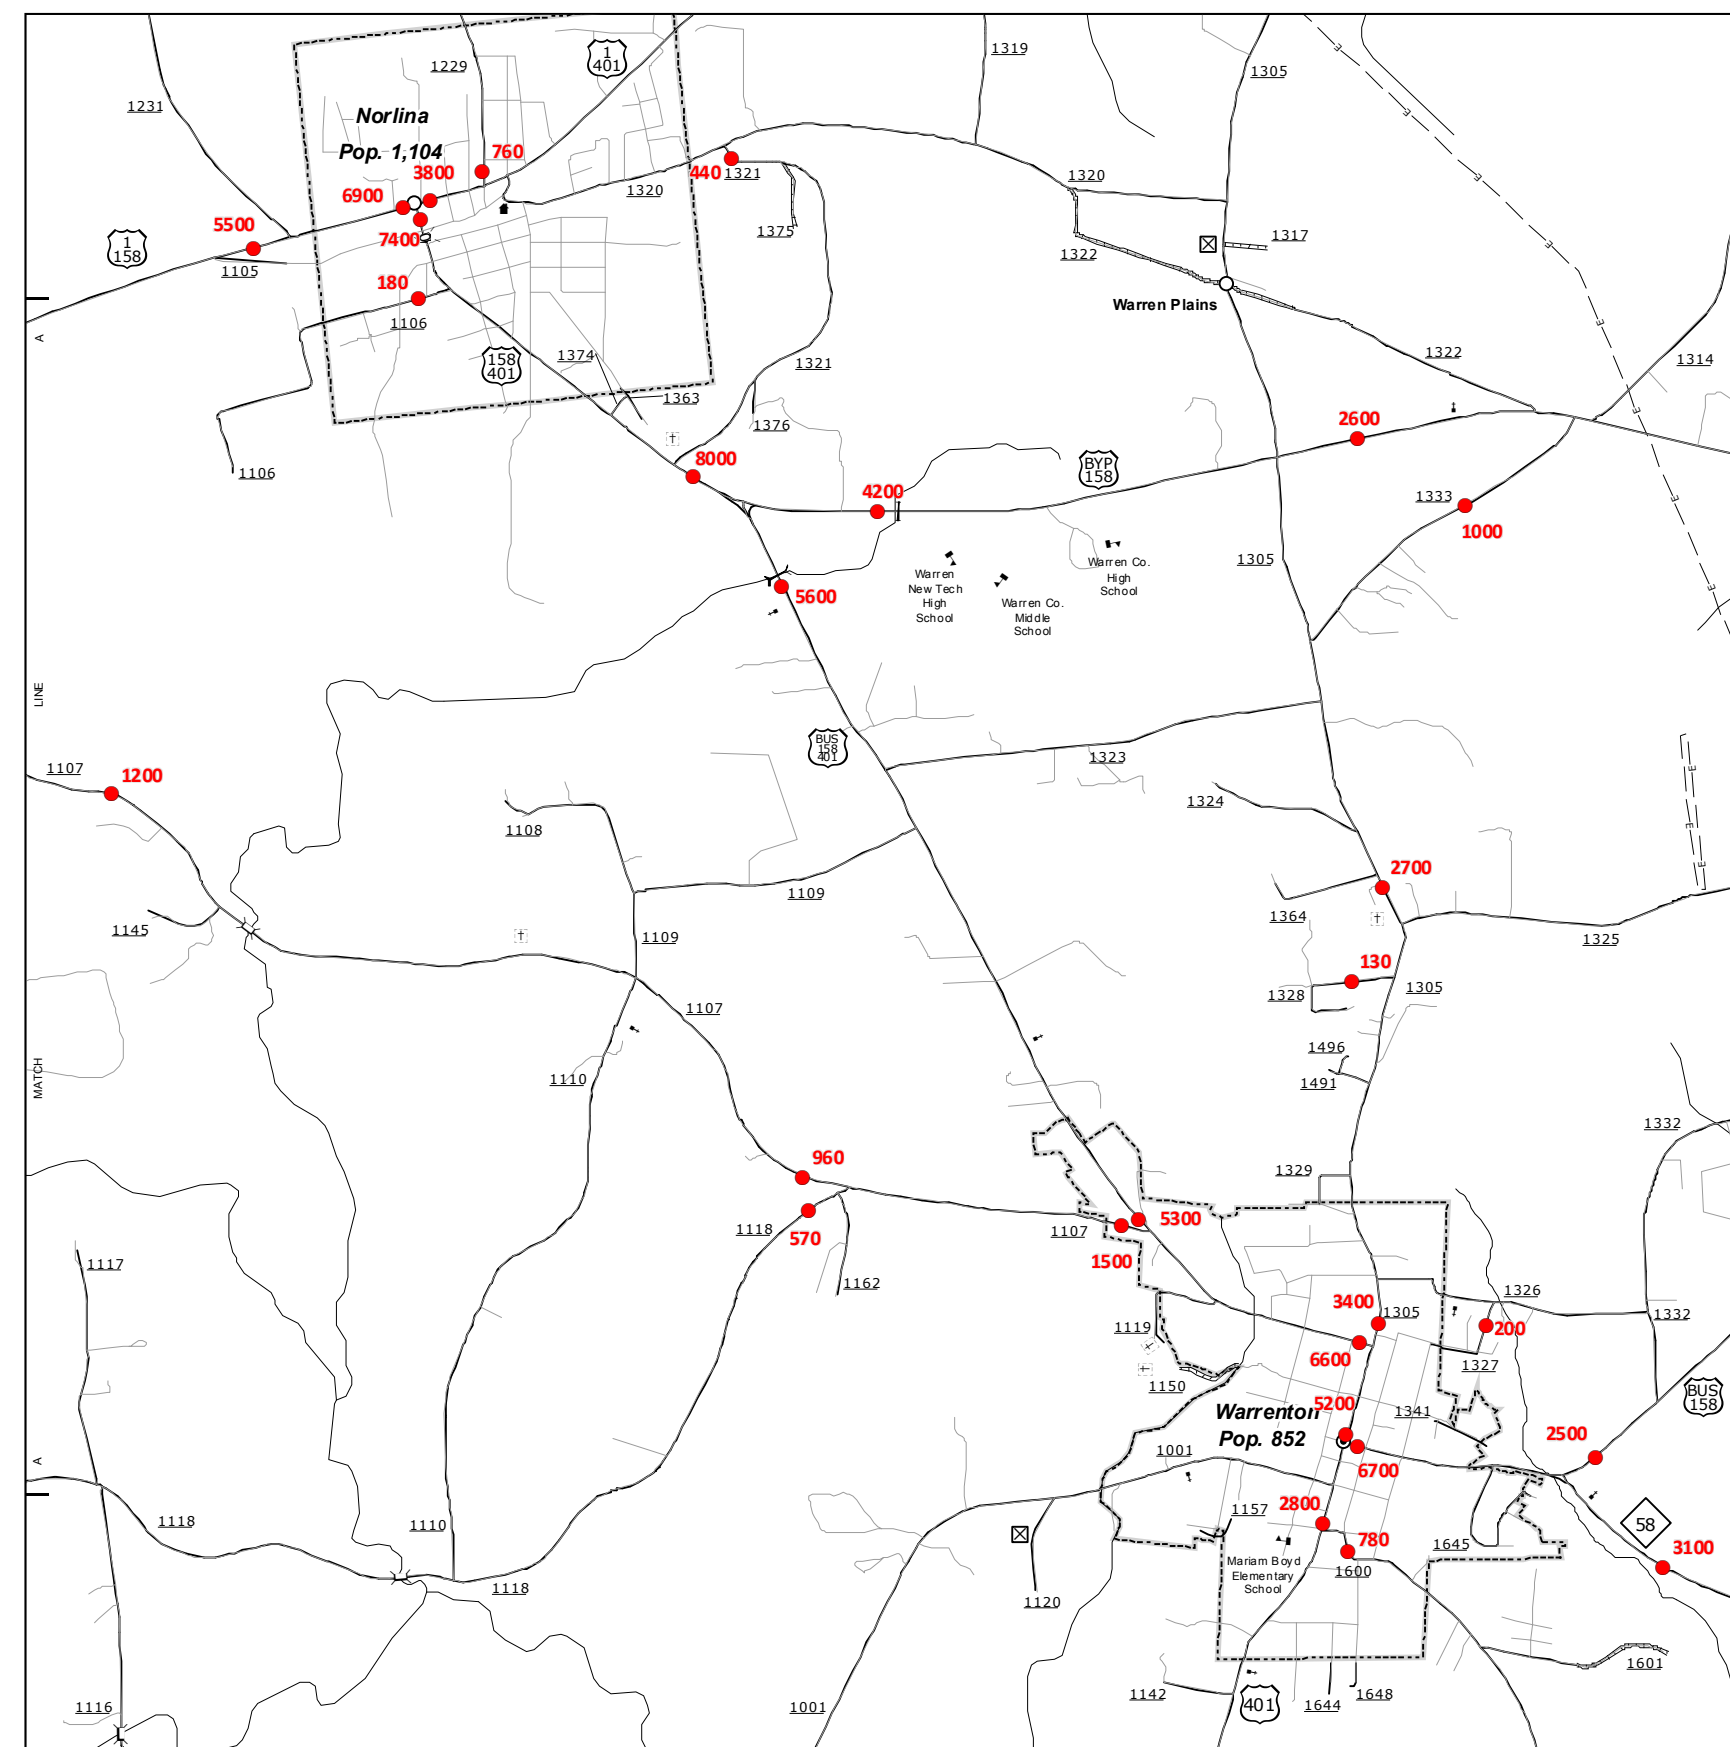 1
401
1319
1305
1229
1231
Norlina
Pop. 1,104
760
3800
440
1321
1320
1320
6900
5500
7400
1
158
1105
1375
1322
1317
180
1106
Warren Plains
A
158
401
1374
1321
1322
1314
1363
1376
2600
1106
8000
BYP
158
4200
1333
1000
1305
Warren
New Tech
High
School
Warren Co.
Middle
School
Warren Co.
High
School
5600
LINE
BUS
158
401
1323
1107
1200
1324
1108
1109
2700
1364
1145
1109
1325
130
1328
1305
1107
1496
1491
MATCH
1110
1332
960
1329
570
1118
1107
5300
1500
1117
1162
1326
3400
1305
1332
1119
200
6600
1327
1150
BUS
158
Warrenton
Pop. 852
5200
1341
2500
1001
6700
A
2800
1157
58
1118
1110
780
1645
3100
Mariam Boyd
Elementary
School
1600
1118
1120
1601
1142
1648
401
1644
1116
1001
E
E
E
E
E
E
E
E
E
E
E
E